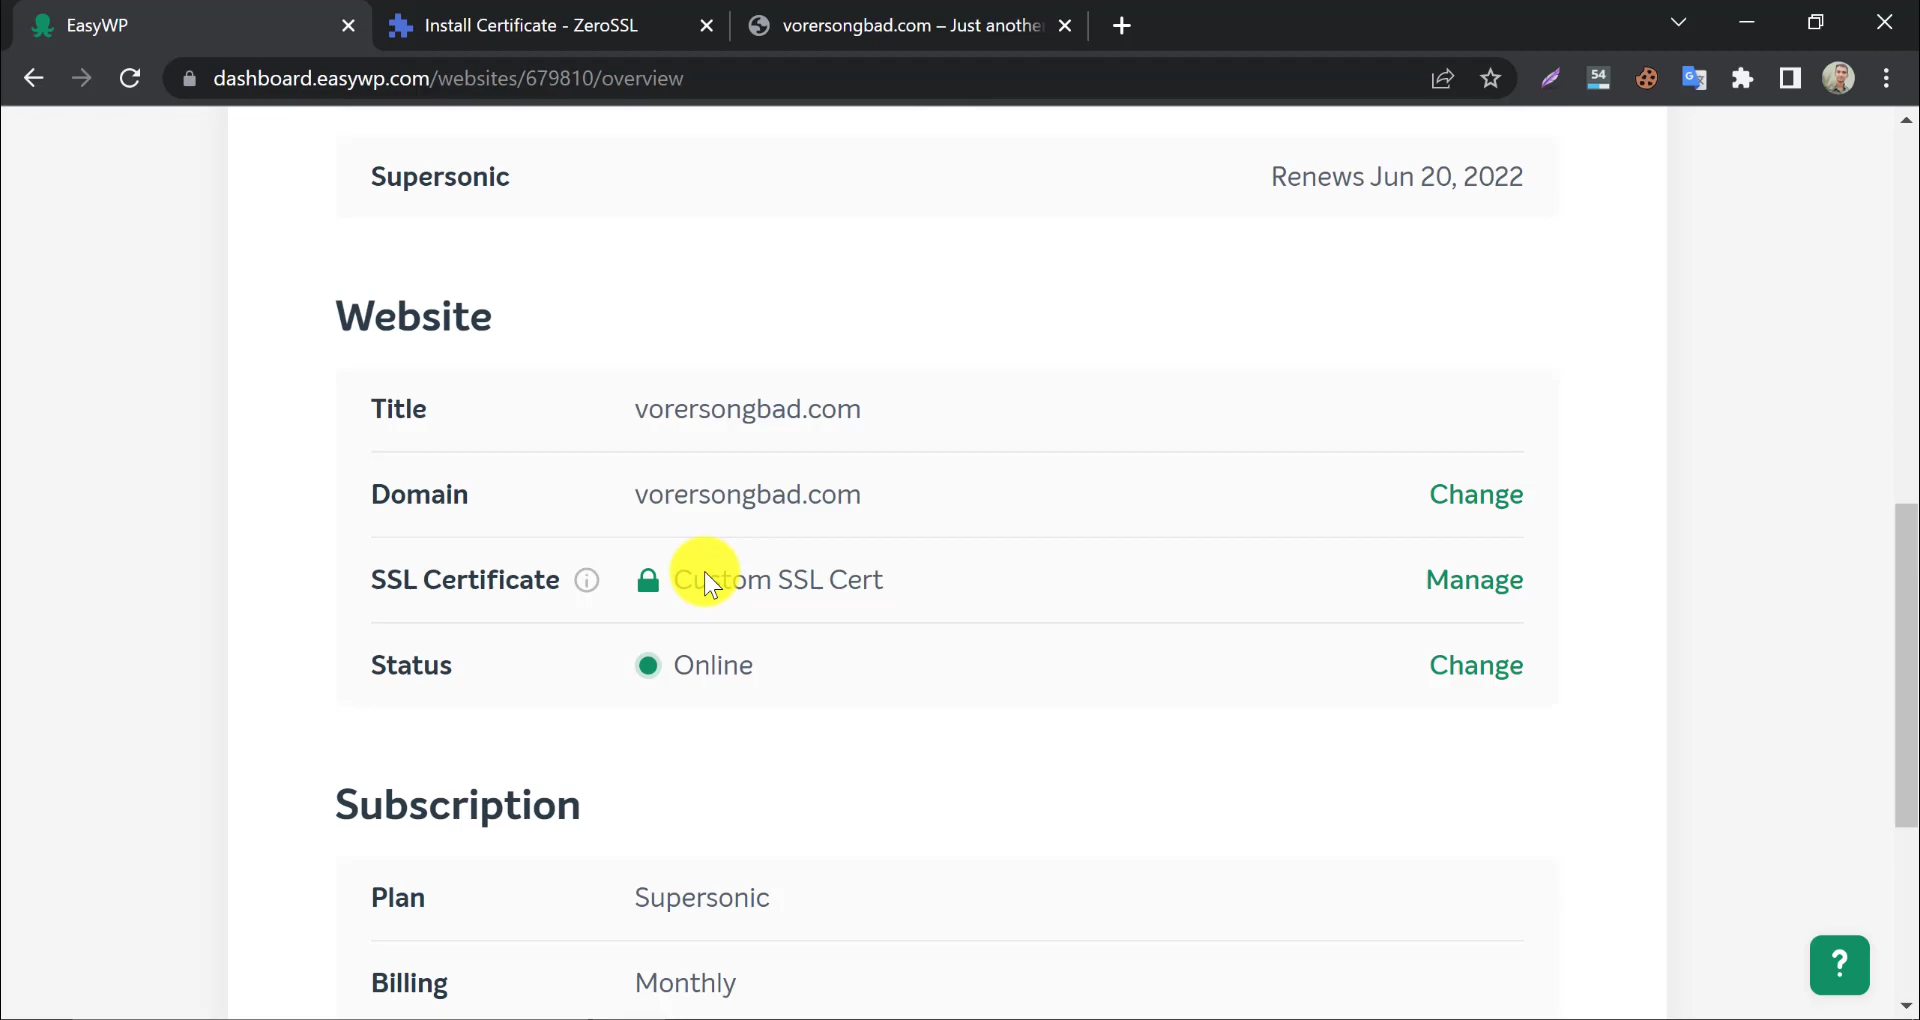 EasyWP
Install Certificate - ZeroSSL
vorersongbad.com – Just anothe
dashboard.easywp.com/websites/679810/overview
54
Supersonic
Renews Jun 20, 2022
Website
Title
vorersongbad.com
Domain
vorersongbad.com
Change
SSL Certificate
Custom SSL Cert
Manage
Status
Online
Change
Subscription
Plan
Supersonic
Billing
Monthly
?